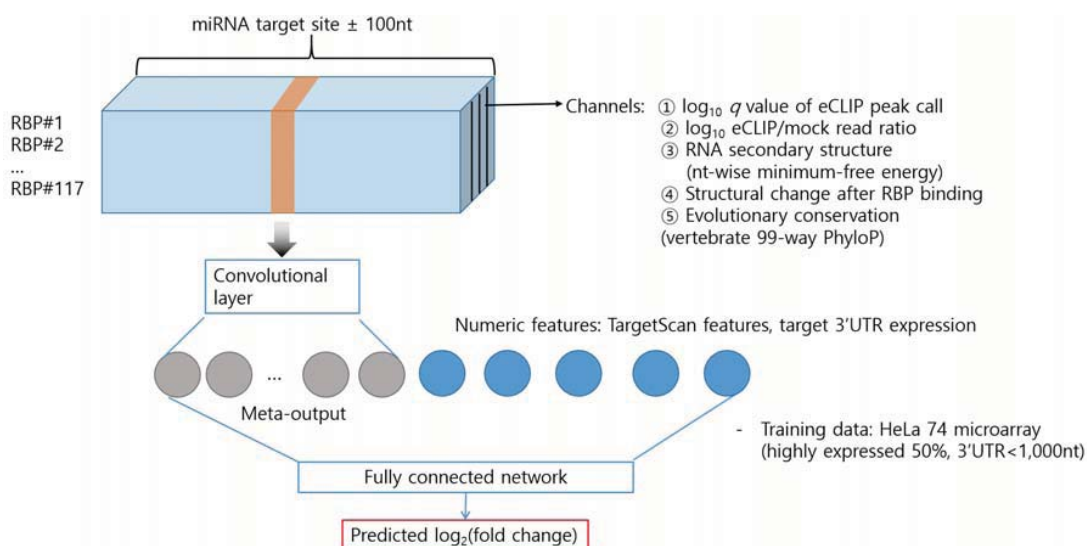 miRNA target site ± 100nt
RBP#1
RBP#2
...
RBP#117
Channels: ① log₁₀ q value of eCLIP peak call
② log₁₀ eCLIP/mock read ratio
③ RNA secondary structure
(nt-wise minimum-free energy)
④ Structural change after RBP binding
⑤ Evolutionary conservation
(vertebrate 99-way PhyloP)
Convolutional
layer
Numeric features: TargetScan features, target 3'UTR expression
...
Meta-output
- Training data: HeLa 74 microarray
(highly expressed 50%, 3'UTR<1,000nt)
Fully connected network
Predicted log₂(fold change)